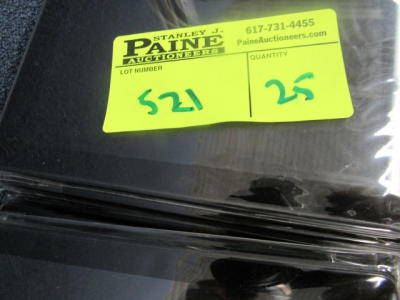 STANLEY J.
PAINE
AUCTIONEERS
617-731-4455
PaineAuctioneers.com
LOT NUMBER
QUANTITY
521
25